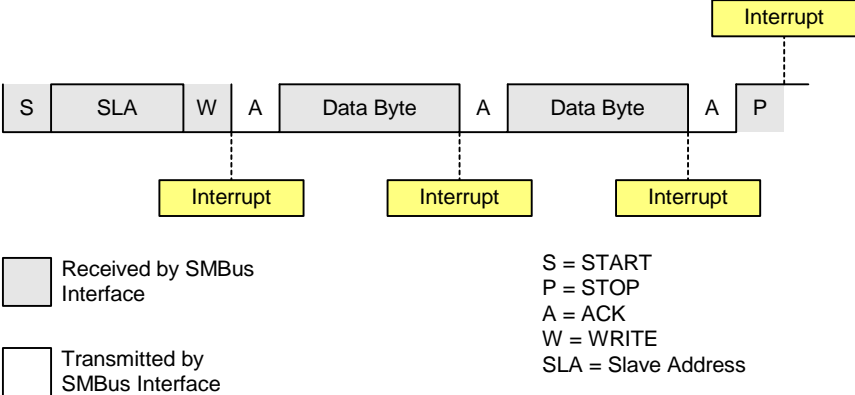 Interrupt
S SLA W A Data Byte A Data Byte A P
Interrupt Interrupt Interrupt
Received by SMBus
Interface
Transmitted by
SMBus Interface
S = START
P = STOP
A = ACK
W = WRITE
SLA = Slave Address